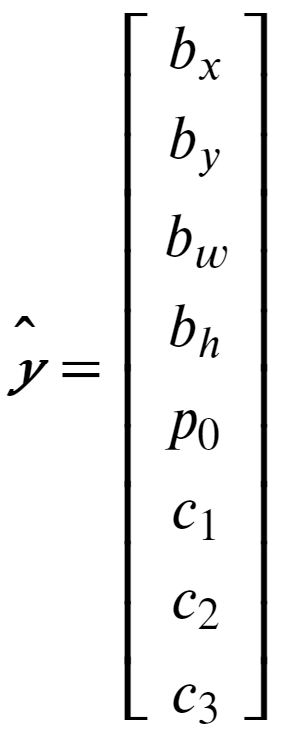 b_x
b_y
b_w
b_h
ŷ =
p_0
c_1
c_2
c_3